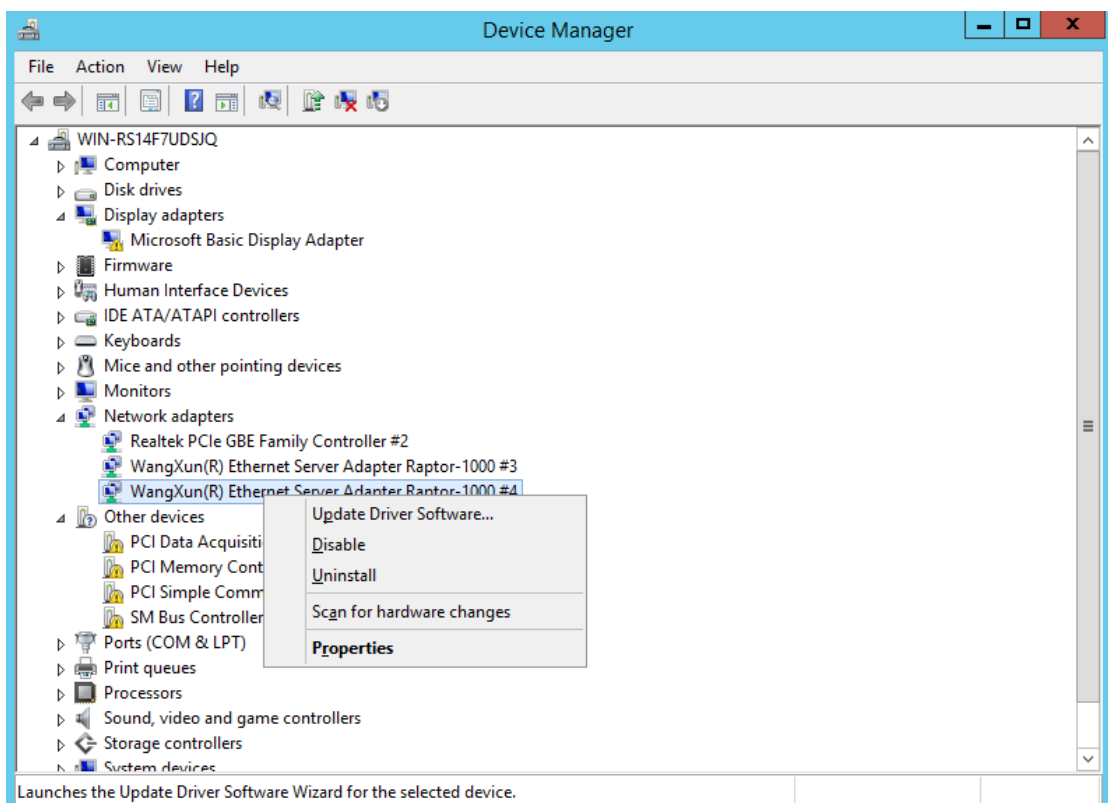 Device Manager
File Action View Help
WIN-RS14F7UDSJQ
Computer
Disk drives
Display adapters
Microsoft Basic Display Adapter
Firmware
Human Interface Devices
IDE ATA/ATAPI controllers
Keyboards
Mice and other pointing devices
Monitors
Network adapters
Realtek PCIe GBE Family Controller #2
WangXun(R) Ethernet Server Adapter Raptor-1000 #3
WangXun(R) Ethernet Server Adapter Raptor-1000 #4
Other devices
PCI Data Acquisiti
PCI Memory Cont
PCI Simple Comm
SM Bus Controller
Ports (COM & LPT)
Print queues
Processors
Sound, video and game controllers
Storage controllers
System devices
Update Driver Software...
Disable
Uninstall
Scan for hardware changes
Properties
Launches the Update Driver Software Wizard for the selected device.